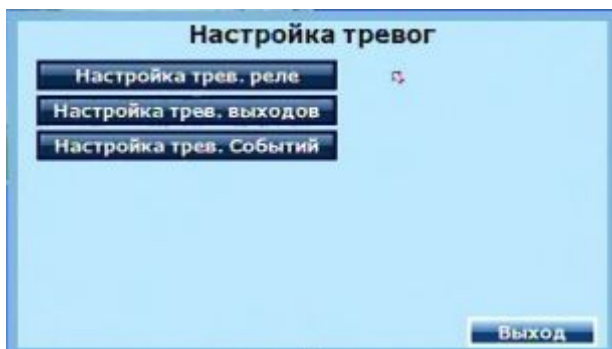 Настройка тревог
Настройка трев. реле
Настройка трев. выходов
Настройка трев. Событий
Выход